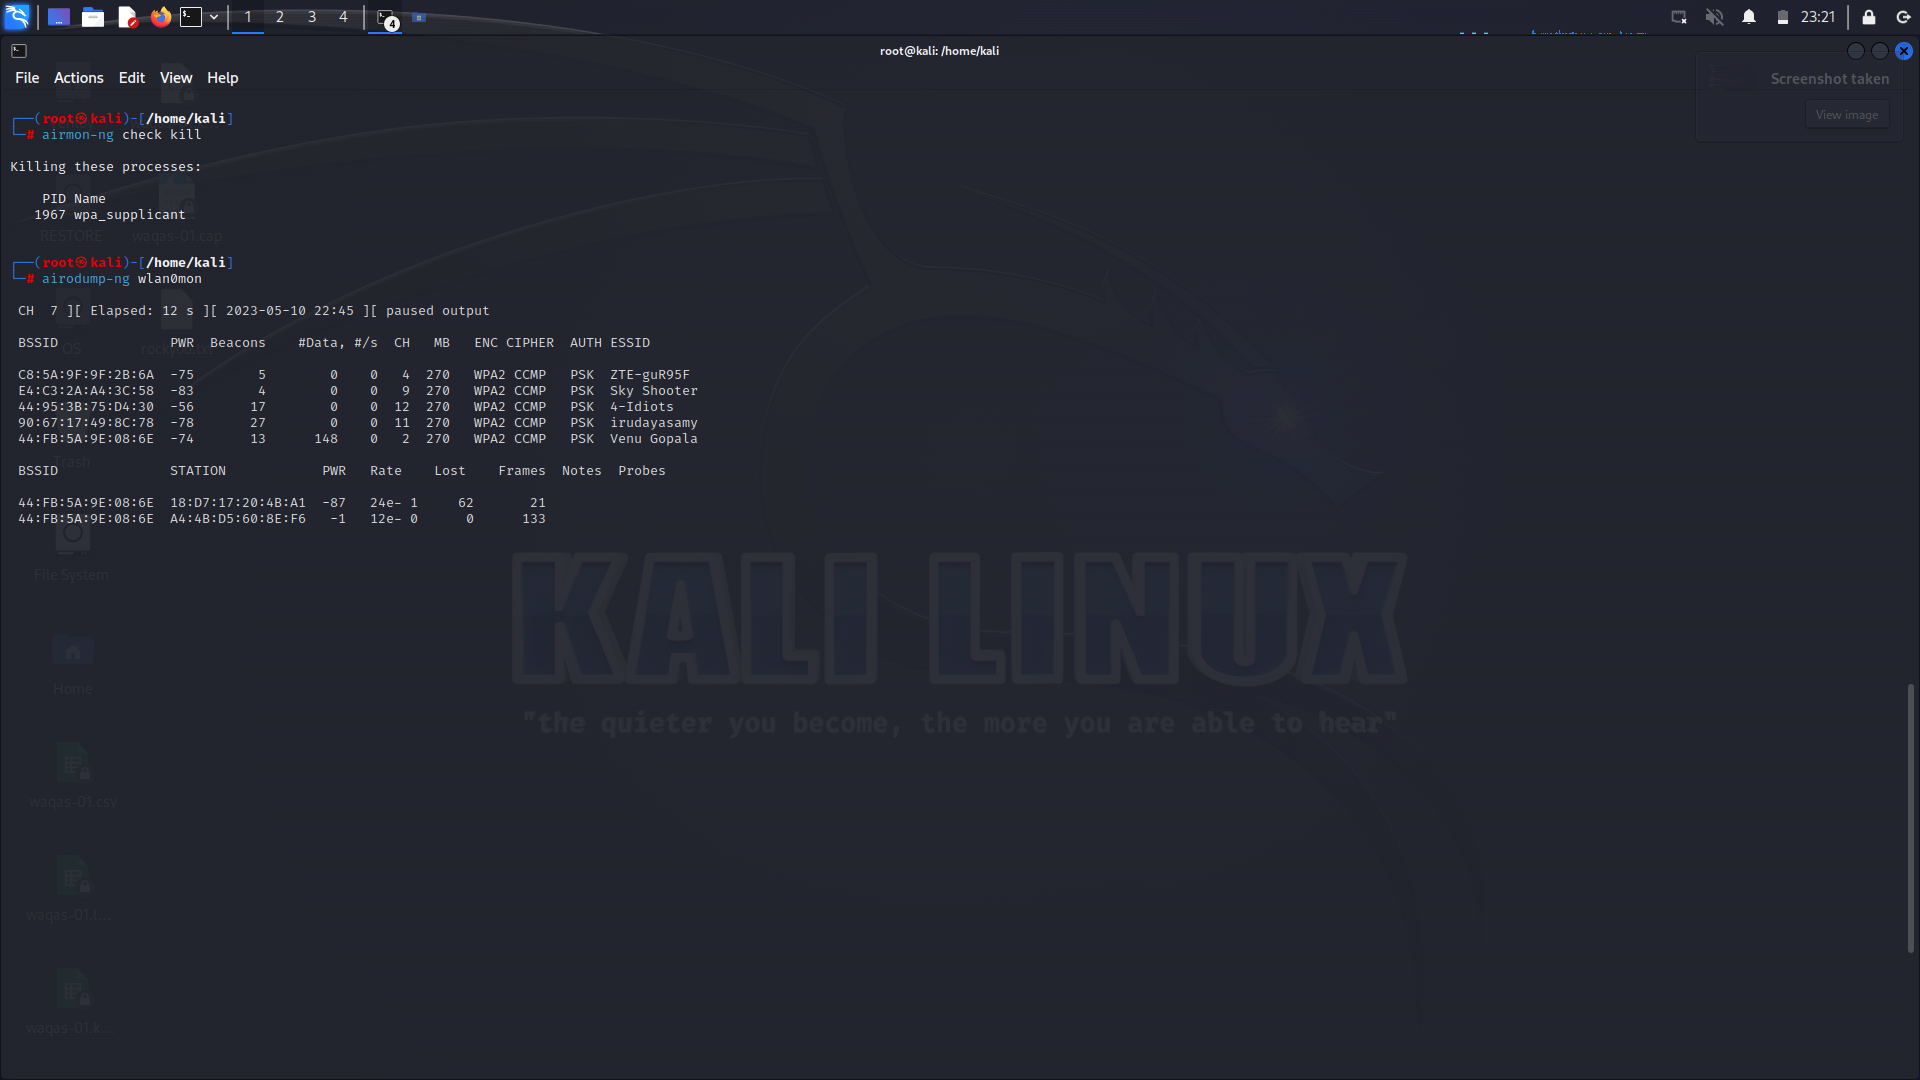 1 2 3 4 4 23:21
root@kali: /home/kali
File Actions Edit View Help
Screenshot taken
View image
┌──(root㉿kali)-[/home/kali]
└─# airmon-ng check kill
Killing these processes:
PID Name
1967 wpa_supplicant
RESTORE waqas-01.cap
┌──(root㉿kali)-[/home/kali]
└─# airodump-ng wlan0mon
CH 7 ][ Elapsed: 12 s ][ 2023-05-10 22:45 ][ paused output
BSSID PWR Beacons #Data, #/s CH MB ENC CIPHER AUTH ESSID
OS rockyou.txt
C8:5A:9F:9F:2B:6A -75 5 0 0 4 270 WPA2 CCMP PSK ZTE-guR95F
E4:C3:2A:A4:3C:58 -83 4 0 0 9 270 WPA2 CCMP PSK Sky Shooter
44:95:3B:75:D4:30 -56 17 0 0 12 270 WPA2 CCMP PSK 4-Idiots
90:67:17:49:8C:78 -78 27 0 0 11 270 WPA2 CCMP PSK irudayasamy
44:FB:5A:9E:08:6E -74 13 148 0 2 270 WPA2 CCMP PSK Venu Gopala
Trash
BSSID STATION PWR Rate Lost Frames Notes Probes
44:FB:5A:9E:08:6E 18:D7:17:20:4B:A1 -87 24e- 1 62 21
44:FB:5A:9E:08:6E A4:4B:D5:60:8E:F6 -1 12e- 0 0 133
File System
KALI LINUX
"the quieter you become, the more you are able to hear"
Home
waqas-01.csv
waqas-01.l...
waqas-01.k...